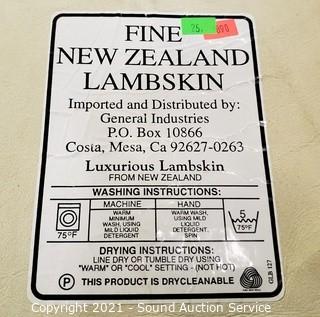 FINE
25.
890
NEW ZEALAND
LAMBSKIN
Imported and Distributed by:
General Industries
P.O. Box 10866
Costa, Mesa, Ca 92627-0263
Luxurious Lambskin
FROM NEW ZEALAND
WASHING INSTRUCTIONS:
MACHINE
HAND
75°F
WARM
MINIMUM
WASH, USING
MILD LIQUID
DETERGENT
WARM WASH,
USING MILD
LIQUID
DETERGENT.
SPIN
5
75°F
DRYING INSTRUCTIONS:
LINE DRY OR TUMBLE DRY USING
"WARM" OR "COOL" SETTING - (NOT HOT)
P THIS PRODUCT IS DRYCLEANABLE
GLB 127
Copyright 2021 - Sound Auction Service